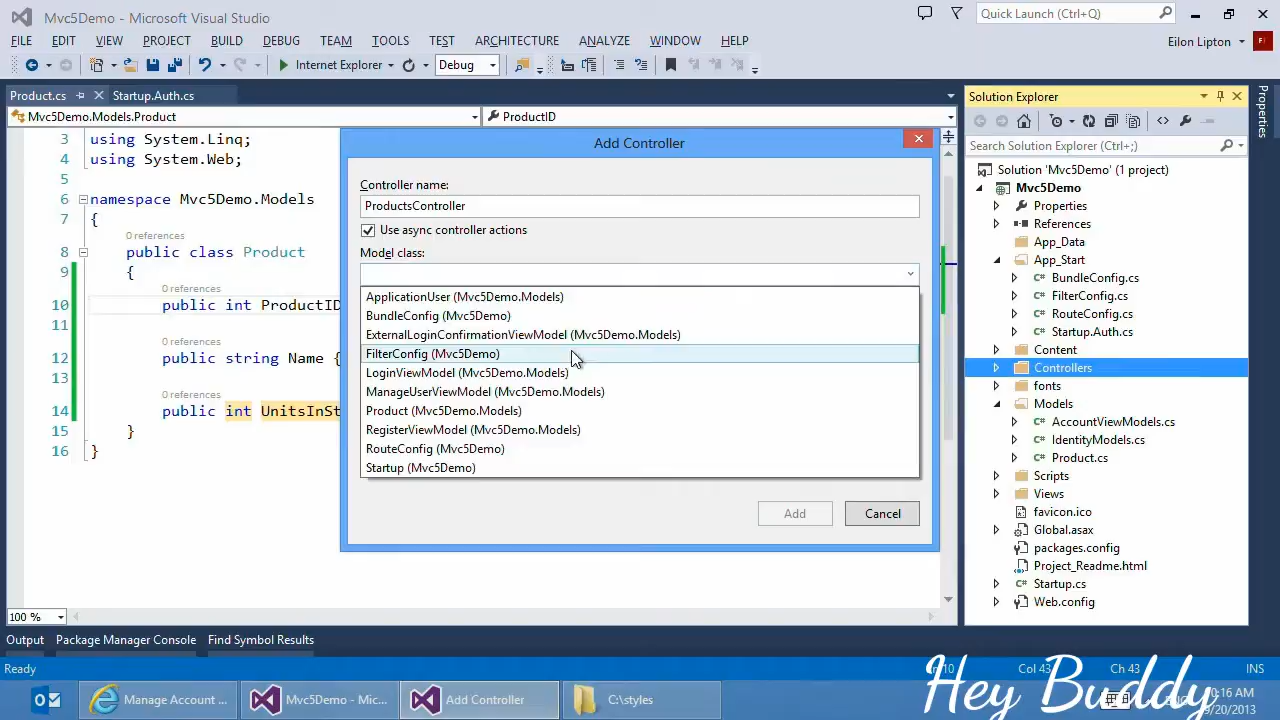 Mvc5Demo - Microsoft Visual Studio
Quick Launch (Ctrl+Q)
FILE EDIT VIEW PROJECT BUILD DEBUG TEAM TOOLS TEST ARCHITECTURE ANALYZE WINDOW HELP
Eilon Lipton
Internet Explorer Debug
Product.cs Startup.Auth.cs
Mvc5Demo.Models.Product ProductID
3 using System.Linq;
4 using System.Web;
5
6 namespace Mvc5Demo.Models
7 {
0 references
8 public class Product
9 {
0 references
10 public int ProductID
11
0 references
12 public string Name {
13
0 references
14 public int UnitsInSt
15 }
16 }
100 %
Add Controller
Controller name:
ProductsController
Use async controller actions
Model class:
ApplicationUser (Mvc5Demo.Models)
BundleConfig (Mvc5Demo)
ExternalLoginConfirmationViewModel (Mvc5Demo.Models)
FilterConfig (Mvc5Demo)
LoginViewModel (Mvc5Demo.Models)
ManageUserViewModel (Mvc5Demo.Models)
Product (Mvc5Demo.Models)
RegisterViewModel (Mvc5Demo.Models)
RouteConfig (Mvc5Demo)
Startup (Mvc5Demo)
Add Cancel
Solution Explorer
Search Solution Explorer (Ctrl+;)
Solution 'Mvc5Demo' (1 project)
Mvc5Demo
Properties
References
App_Data
App_Start
BundleConfig.cs
FilterConfig.cs
RouteConfig.cs
Startup.Auth.cs
Content
Controllers
fonts
Models
AccountViewModels.cs
IdentityModels.cs
Product.cs
Scripts
Views
favicon.ico
Global.asax
packages.config
Project_Readme.html
Startup.cs
Web.config
Properties
Output Package Manager Console Find Symbol Results
Ready Col 43 Ch 43 INS
Manage Account ... Mvc5Demo - Mic... Add Controller C:\styles
Hey Buddy